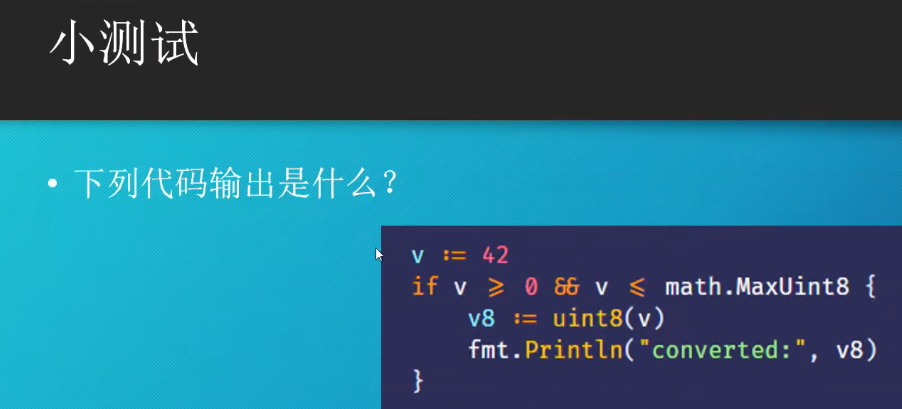 小测试
• 下列代码输出是什么？
v := 42
if v >= 0 && v <= math.MaxUint8 {
    v8 := uint8(v)
    fmt.Println("converted:", v8)
}